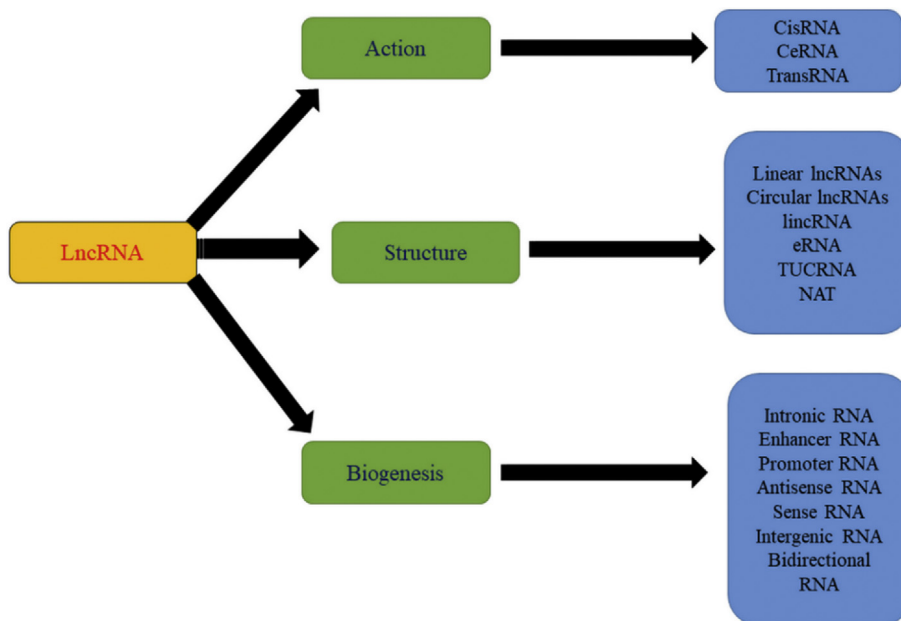 LncRNA
Action
CisRNA
CeRNA
TransRNA
Structure
Linear lncRNAs
Circular lncRNAs
lincRNA
eRNA
TUCRNA
NAT
Biogenesis
Intronic RNA
Enhancer RNA
Promoter RNA
Antisense RNA
Sense RNA
Intergenic RNA
Bidirectional
RNA